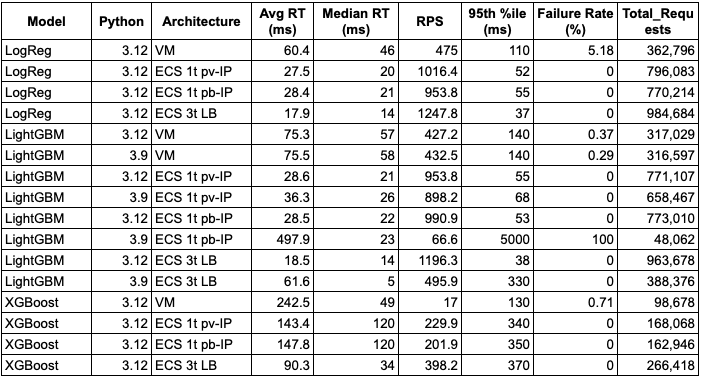 Model Python Architecture Avg RT (ms) Median RT (ms) RPS 95th %ile (ms) Failure Rate (%) Total_Requests
LogReg 3.12 VM 60.4 46 475 110 5.18 362,796
LogReg 3.12 ECS 1t pv-IP 27.5 20 1016.4 52 0 796,083
LogReg 3.12 ECS 1t pb-IP 28.4 21 953.8 55 0 770,214
LogReg 3.12 ECS 3t LB 17.9 14 1247.8 37 0 984,684
LightGBM 3.12 VM 75.3 57 427.2 140 0.37 317,029
LightGBM 3.9 VM 75.5 58 432.5 140 0.29 316,597
LightGBM 3.12 ECS 1t pv-IP 28.6 21 953.8 55 0 771,107
LightGBM 3.9 ECS 1t pv-IP 36.3 26 898.2 68 0 658,467
LightGBM 3.12 ECS 1t pb-IP 28.5 22 990.9 53 0 773,010
LightGBM 3.9 ECS 1t pb-IP 497.9 23 66.6 5000 100 48,062
LightGBM 3.12 ECS 3t LB 18.5 14 1196.3 38 0 963,678
LightGBM 3.9 ECS 3t LB 61.6 5 495.9 330 0 388,376
XGBoost 3.12 VM 242.5 49 17 130 0.71 98,678
XGBoost 3.12 ECS 1t pv-IP 143.4 120 229.9 340 0 168,068
XGBoost 3.12 ECS 1t pb-IP 147.8 120 201.9 350 0 162,946
XGBoost 3.12 ECS 3t LB 90.3 34 398.2 370 0 266,418